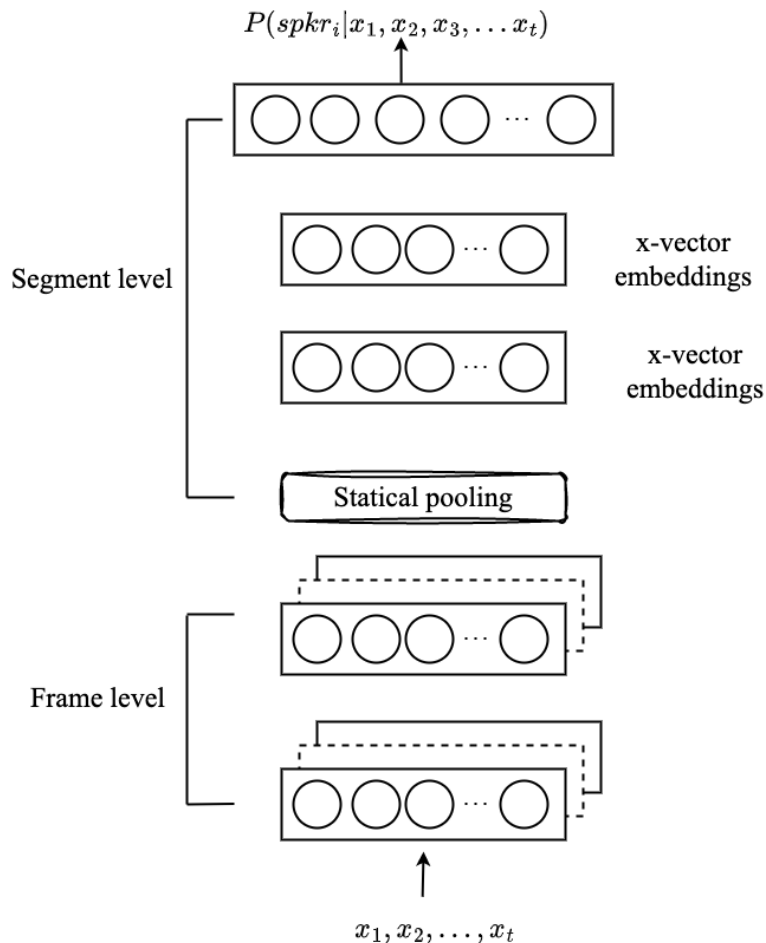 P(spkr_i|x_1, x_2, x_3, ... x_t)
...
x-vector
embeddings
...
Segment level
x-vector
embeddings
...
Statical pooling
...
Frame level
...
x_1, x_2, ..., x_t